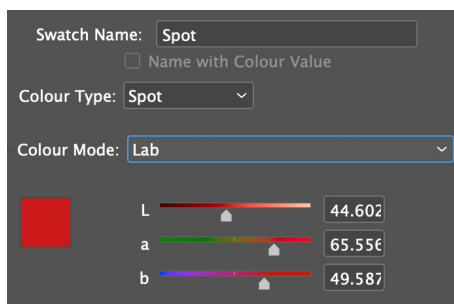 Swatch Name: Spot
Name with Colour Value
Colour Type: Spot
Colour Mode: Lab
L 44.602
a 65.556
b 49.587